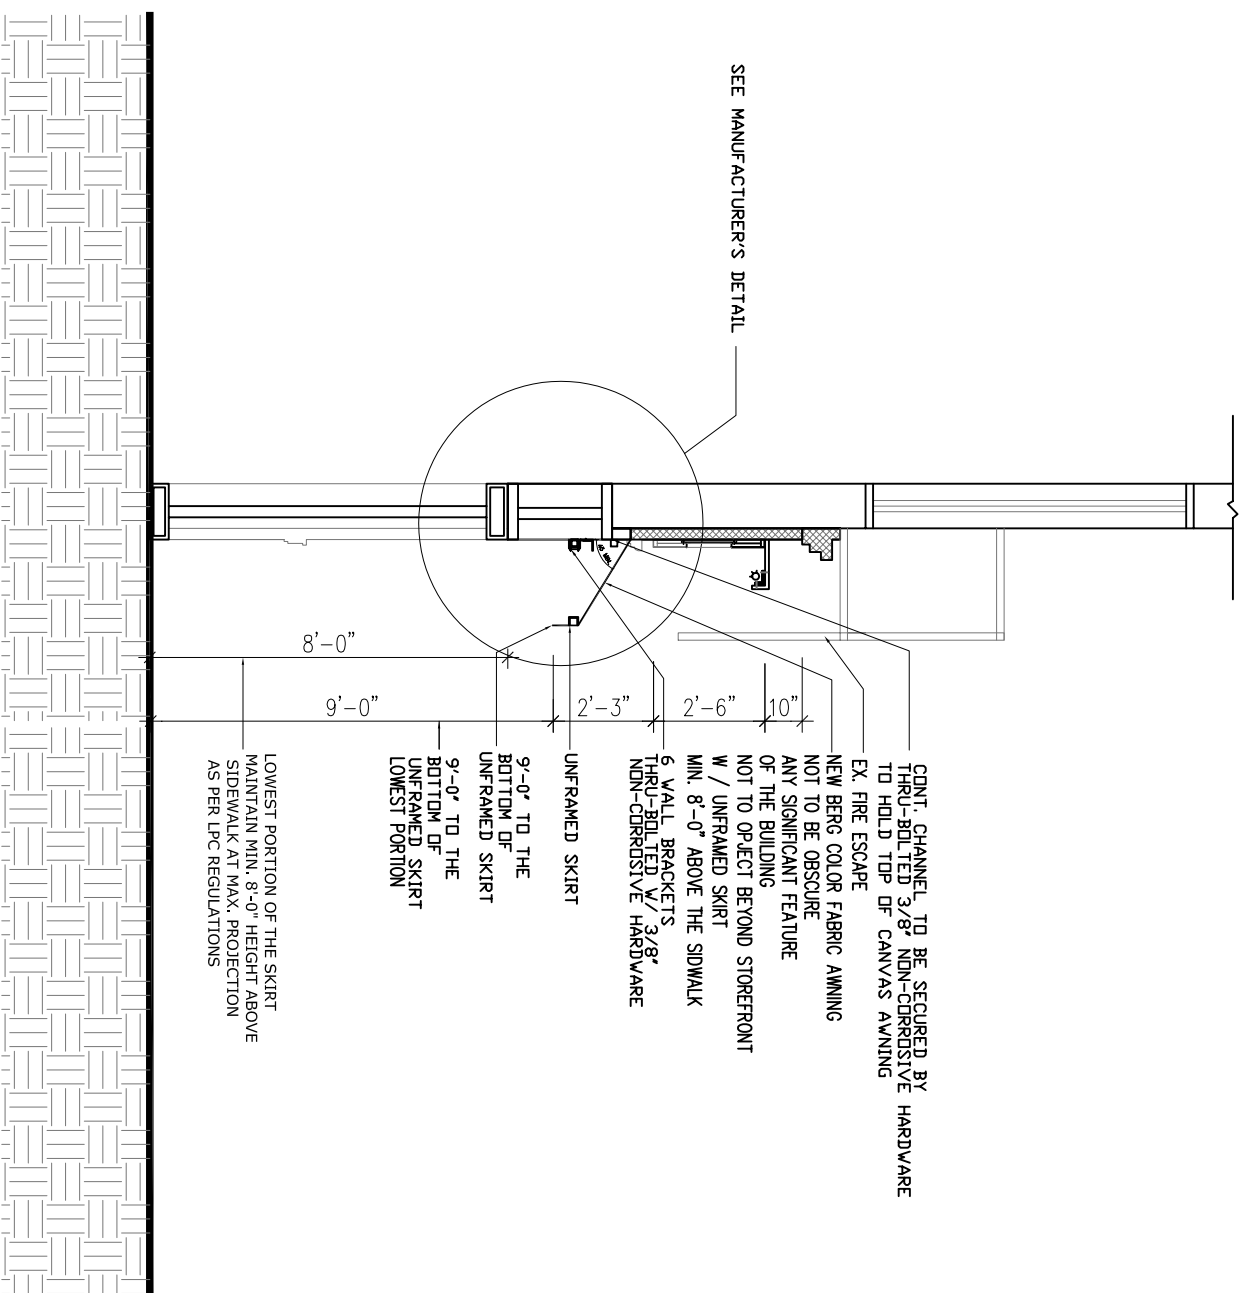 SEE MANUFACTURER'S DETAIL
CONT. CHANNEL TO BE SECURED BY
THRU-BOLTED 3/8" NON-CORROSIVE HARDWARE
TO HOLD TOP OF CANVAS AWNING
EX. FIRE ESCAPE
NEW BERG COLOR FABRIC AWNING
NOT TO BE OBSCURE
ANY SIGNIFICANT FEATURE
OF THE BUILDING
NOT TO OPJECT BEYOND STOREFRONT
W / UNFRAMED SKIRT
MIN. 8'-0" ABOVE THE SIDWALK
6 WALL BRACKETS
THRU-BOLTED W/ 3/8"
NON-CORROSIVE HARDWARE
UNFRAMED SKIRT
9'-0" TO THE
BOTTOM OF
UNFRAMED SKIRT
9'-0" TO THE
BOTTOM OF
UNFRAMED SKIRT
LOWEST PORTION
LOWEST PORTION OF THE SKIRT
MAINTAIN MIN. 8'-0" HEIGHT ABOVE
SIDEWALK AT MAX. PROJECTION
AS PER LPC REGULATIONS
10"
2'-6"
2'-3"
9'-0"
8'-0"